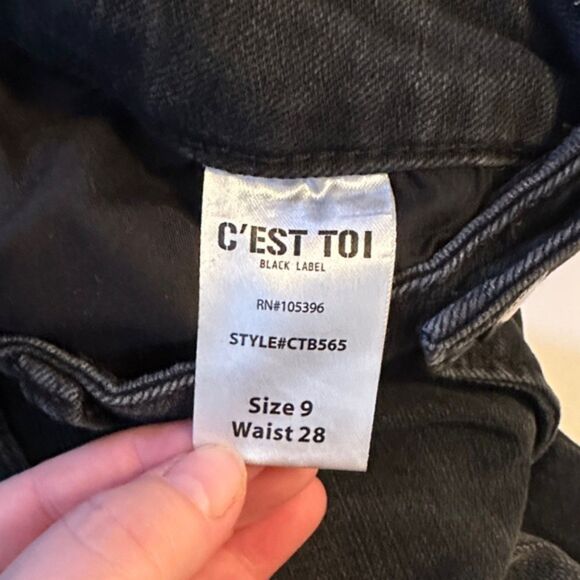 C'EST TOI
BLACK LABEL
RN#105396
STYLE#CTB565
Size 9
Waist 28